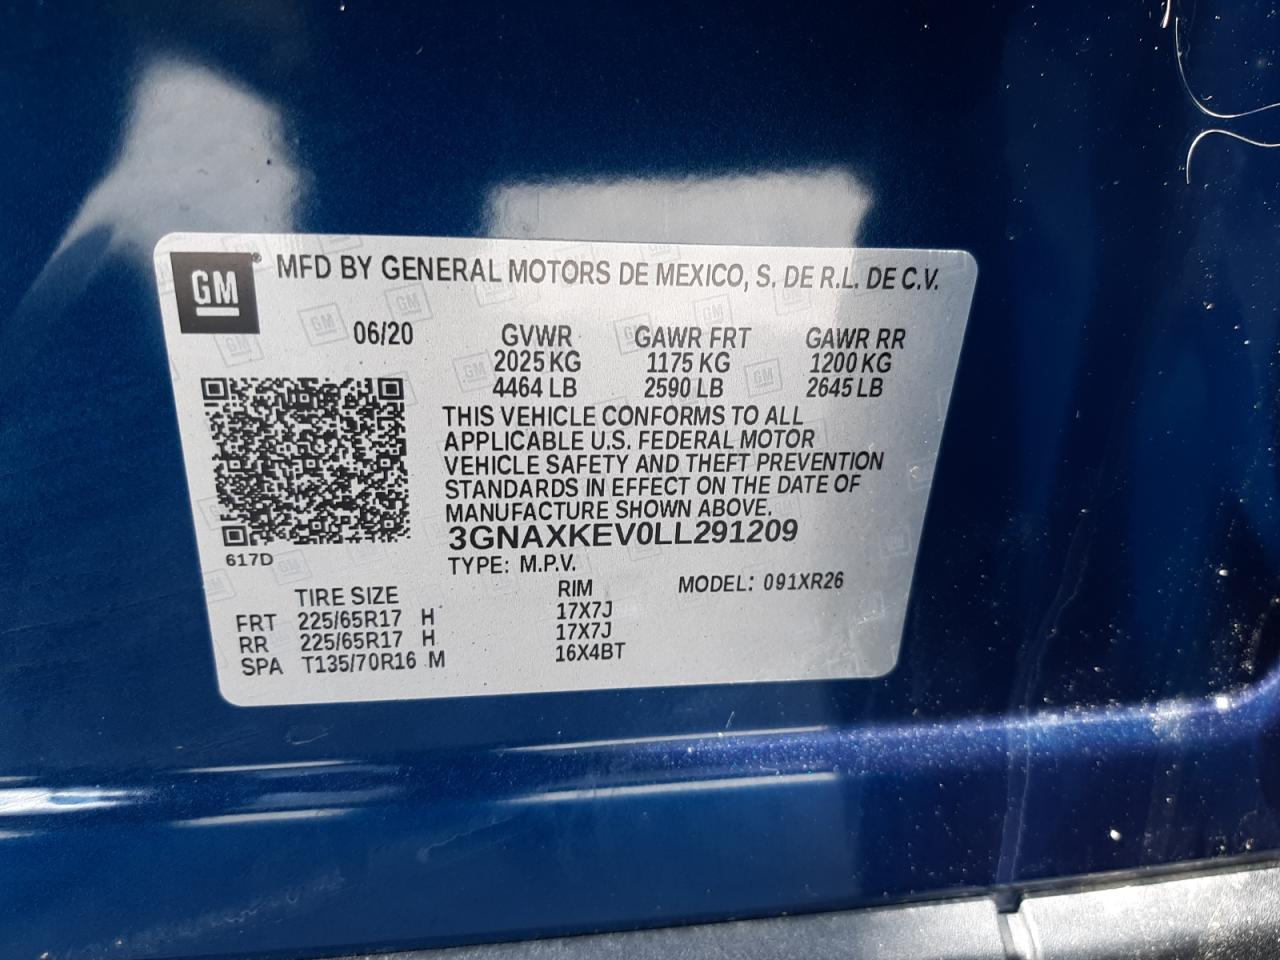 GM
MFD BY GENERAL MOTORS DE MEXICO, S. DE R.L. DE C.V.
06/20 GVWR GAWR FRT GAWR RR
2025 KG 1175 KG 1200 KG
4464 LB 2590 LB 2645 LB
THIS VEHICLE CONFORMS TO ALL
APPLICABLE U.S. FEDERAL MOTOR
VEHICLE SAFETY AND THEFT PREVENTION
STANDARDS IN EFFECT ON THE DATE OF
MANUFACTURE SHOWN ABOVE.
3GNAXKEV0LL291209
617D
TYPE: M.P.V.
TIRE SIZE RIM MODEL: 091XR26
FRT 225/65R17 H 17X7J
RR 225/65R17 H 17X7J
SPA T135/70R16 M 16X4BT